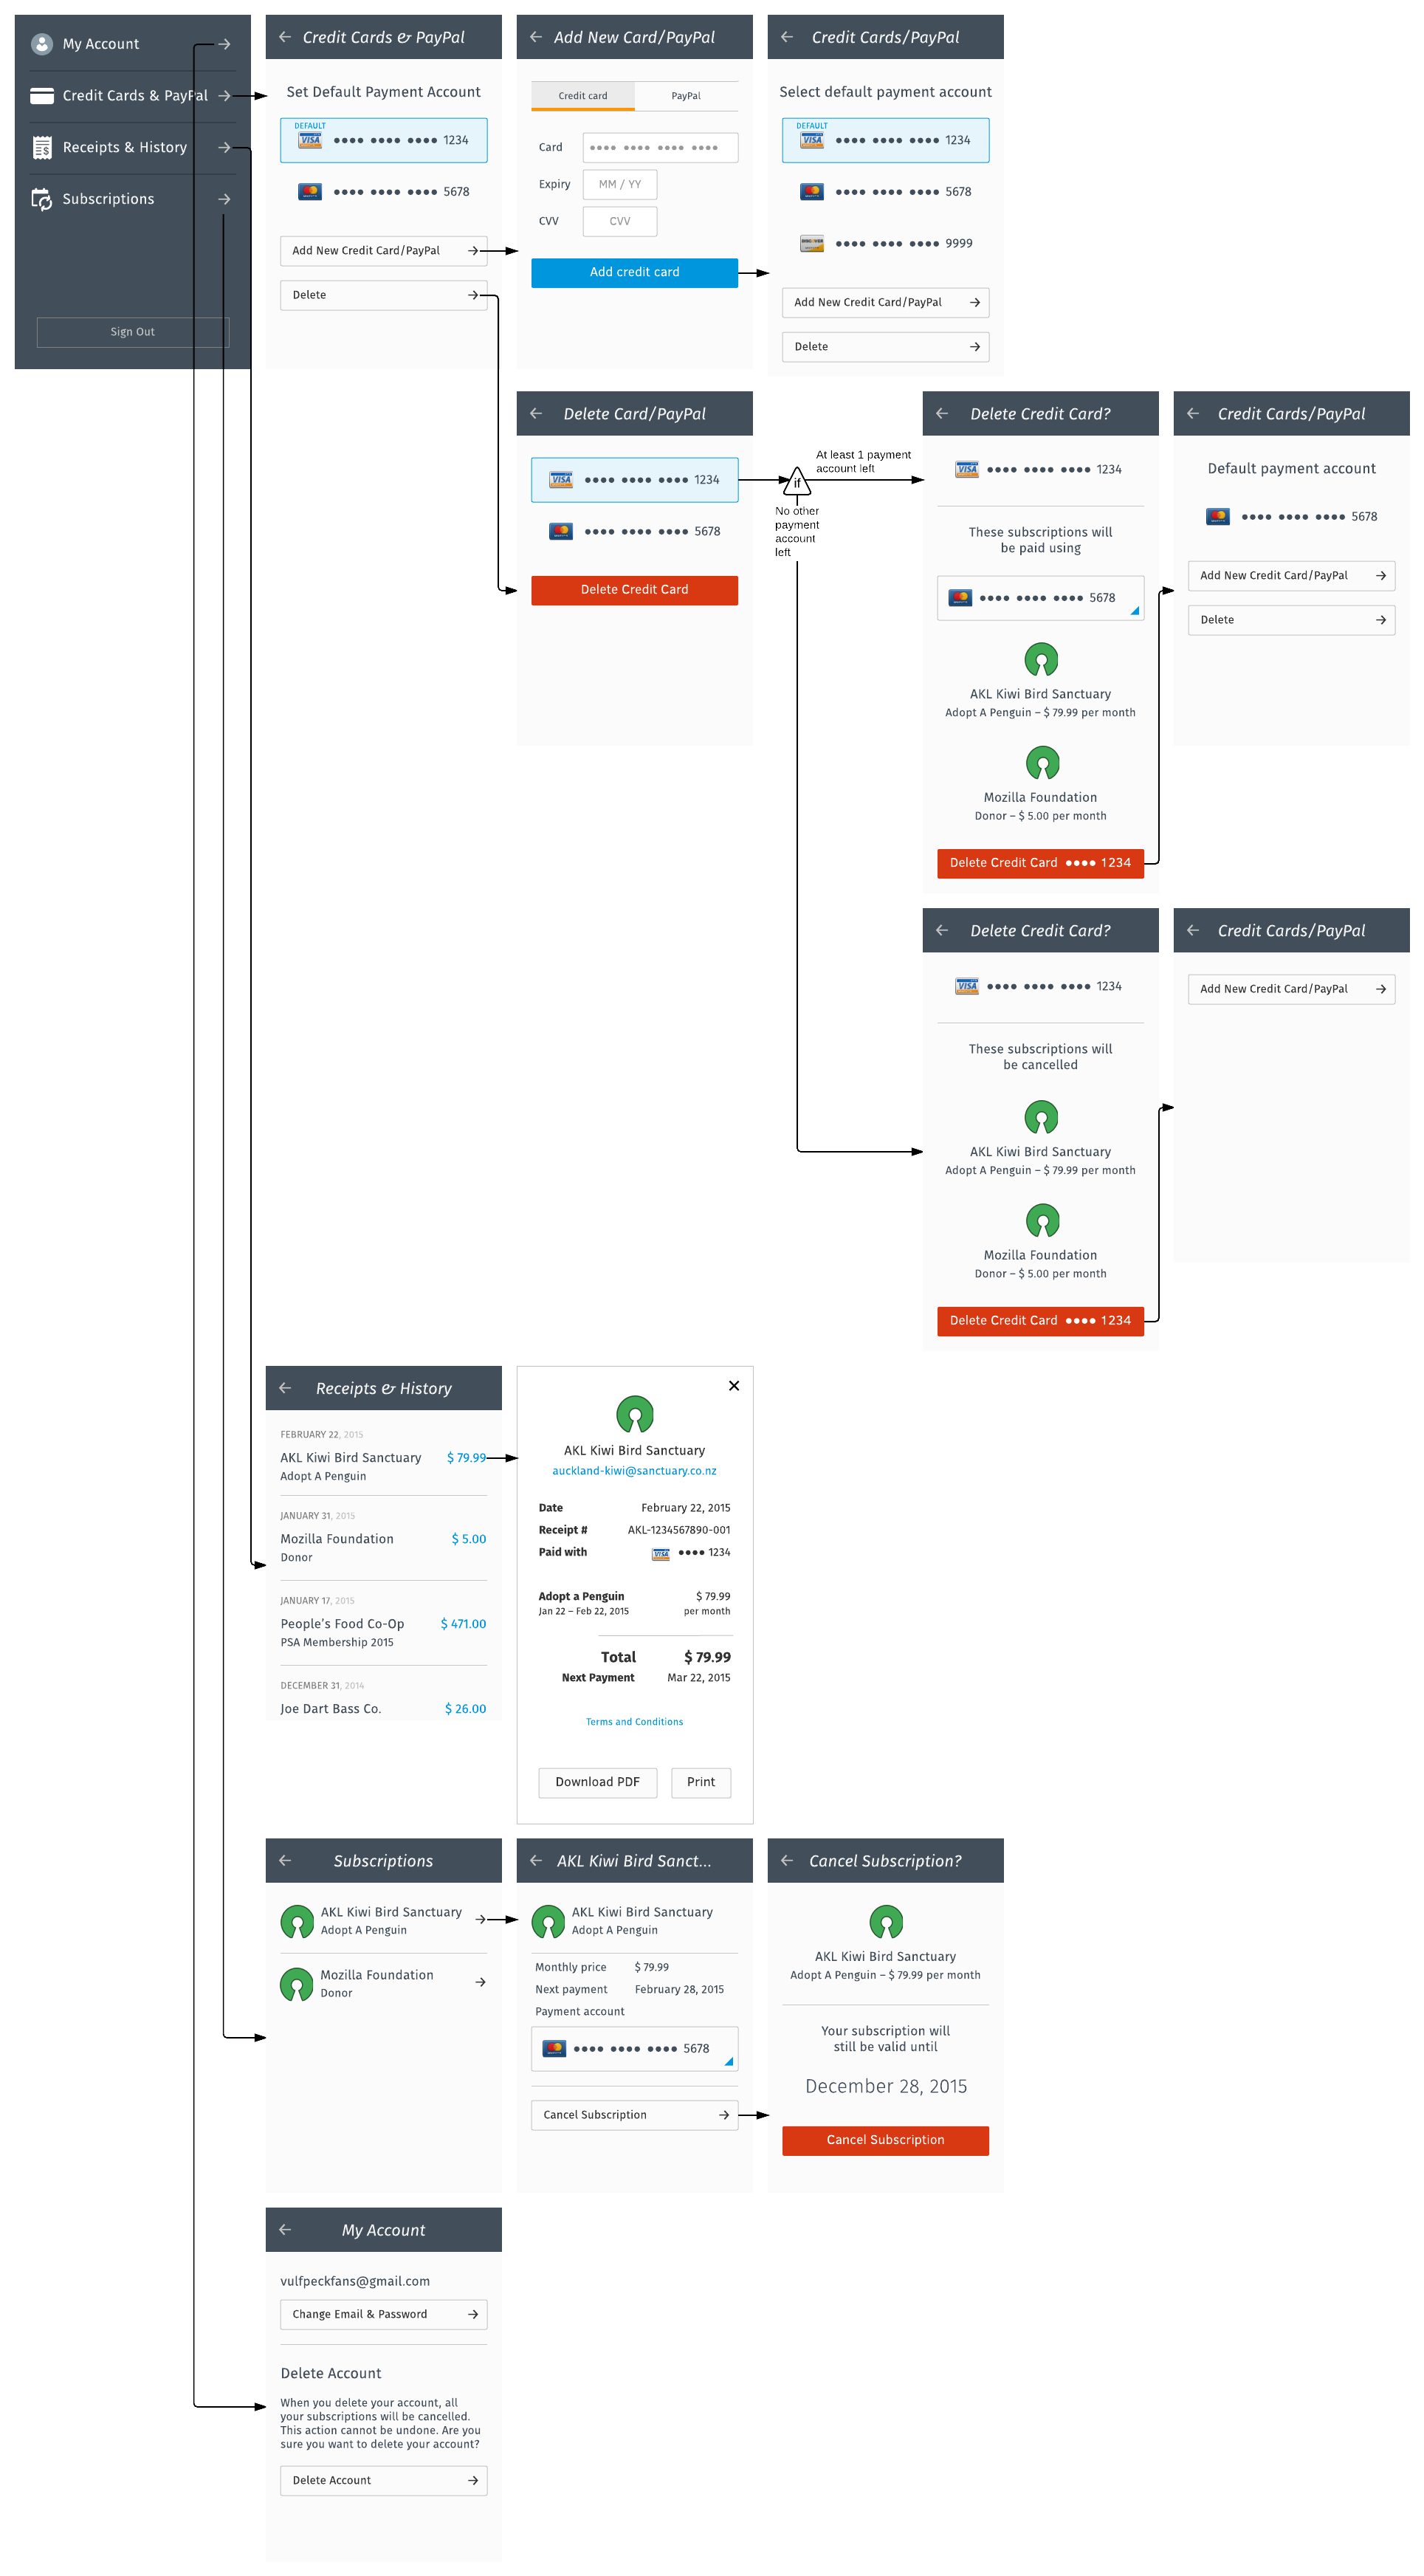 My Account
Credit Cards & PayPal
Receipts & History
Subscriptions
Sign Out
Credit Cards & PayPal
Set Default Payment Account
DEFAULT
VISA •••• •••• •••• 1234
•••• •••• •••• 5678
Add New Credit Card/PayPal
Delete
Add New Card/PayPal
Credit card PayPal
Card •••• •••• •••• ••••
Expiry MM / YY
CVV CVV
Add credit card
Credit Cards/PayPal
Select default payment account
DEFAULT
VISA •••• •••• •••• 1234
•••• •••• •••• 5678
DISCOVER •••• •••• •••• 9999
Add New Credit Card/PayPal
Delete
Delete Card/PayPal
VISA •••• •••• •••• 1234
•••• •••• •••• 5678
Delete Credit Card
if
At least 1 payment
account left
No other
payment
account
left
Delete Credit Card?
VISA •••• •••• •••• 1234
These subscriptions will
be paid using
•••• •••• •••• 5678
AKL Kiwi Bird Sanctuary
Adopt A Penguin – $ 79.99 per month
Mozilla Foundation
Donor – $ 5.00 per month
Delete Credit Card •••• 1234
Credit Cards/PayPal
Default payment account
•••• •••• •••• 5678
Add New Credit Card/PayPal
Delete
Delete Credit Card?
VISA •••• •••• •••• 1234
These subscriptions will
be cancelled
AKL Kiwi Bird Sanctuary
Adopt A Penguin – $ 79.99 per month
Mozilla Foundation
Donor – $ 5.00 per month
Delete Credit Card •••• 1234
Credit Cards/PayPal
Add New Credit Card/PayPal
Receipts & History
FEBRUARY 22, 2015
AKL Kiwi Bird Sanctuary $ 79.99
Adopt A Penguin
JANUARY 31, 2015
Mozilla Foundation $ 5.00
Donor
JANUARY 17, 2015
People's Food Co-Op $ 471.00
PSA Membership 2015
DECEMBER 31, 2014
Joe Dart Bass Co. $ 26.00
AKL Kiwi Bird Sanctuary
auckland-kiwi@sanctuary.co.nz
Date February 22, 2015
Receipt # AKL-1234567890-001
Paid with VISA •••• 1234
Adopt a Penguin $ 79.99
Jan 22 – Feb 22, 2015 per month
Total $ 79.99
Next Payment Mar 22, 2015
Terms and Conditions
Download PDF Print
Subscriptions
AKL Kiwi Bird Sanctuary
Adopt A Penguin
Mozilla Foundation
Donor
AKL Kiwi Bird Sanct...
AKL Kiwi Bird Sanctuary
Adopt A Penguin
Monthly price $ 79.99
Next payment February 28, 2015
Payment account
•••• •••• •••• 5678
Cancel Subscription
Cancel Subscription?
AKL Kiwi Bird Sanctuary
Adopt A Penguin – $ 79.99 per month
Your subscription will
still be valid until
December 28, 2015
Cancel Subscription
My Account
vulfpeckfans@gmail.com
Change Email & Password
Delete Account
When you delete your account, all
your subscriptions will be cancelled.
This action cannot be undone. Are you
sure you want to delete your account?
Delete Account